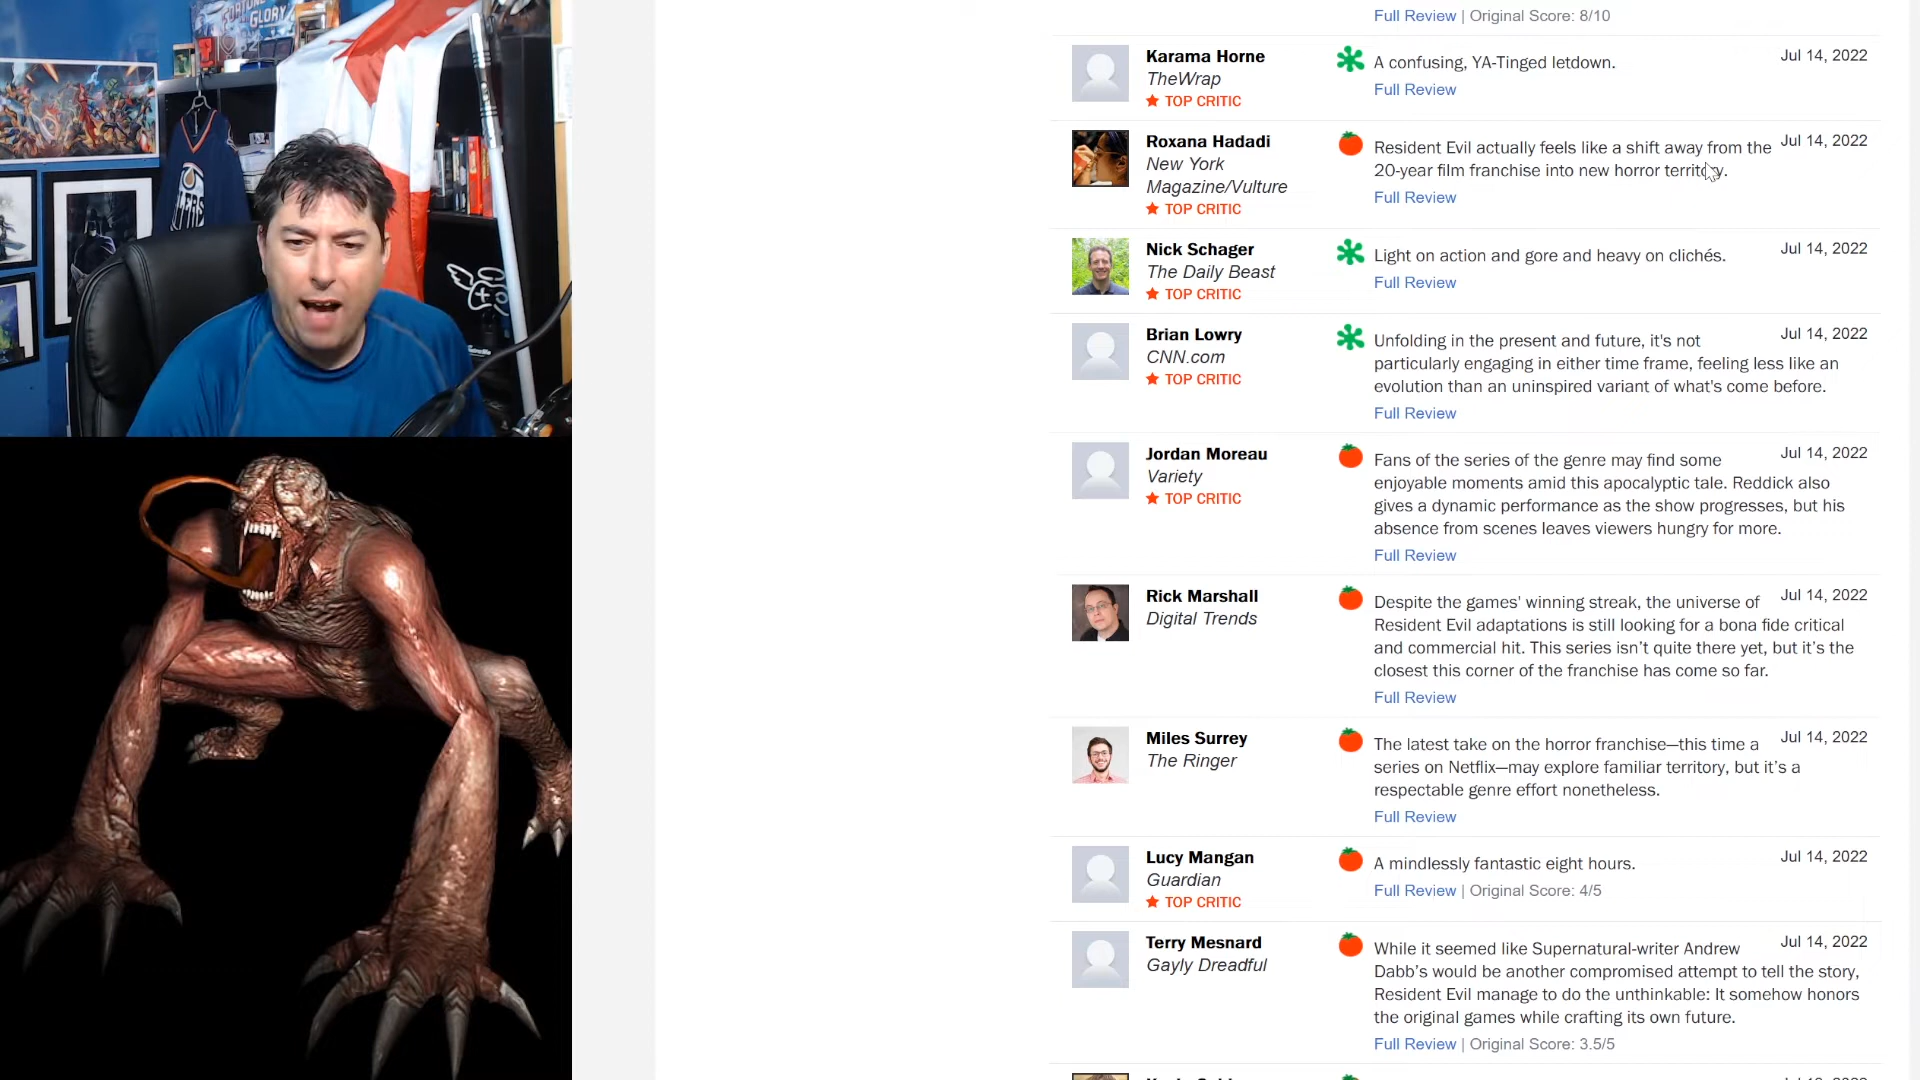 FORTUNE
GLORY
Full Review | Original Score: 8/10
Karama Horne
TheWrap
TOP CRITIC
A confusing, YA-Tinged letdown.
Jul 14, 2022
Full Review
Roxana Hadadi
New York
Magazine/Vulture
TOP CRITIC
Resident Evil actually feels like a shift away from the
20-year film franchise into new horror territory.
Jul 14, 2022
Full Review
Nick Schager
The Daily Beast
TOP CRITIC
Light on action and gore and heavy on clichés.
Jul 14, 2022
Full Review
Brian Lowry
CNN.com
TOP CRITIC
Unfolding in the present and future, it's not
particularly engaging in either time frame, feeling less like an
evolution than an uninspired variant of what's come before.
Jul 14, 2022
Full Review
Jordan Moreau
Variety
TOP CRITIC
Fans of the series of the genre may find some
enjoyable moments amid this apocalyptic tale. Reddick also
gives a dynamic performance as the show progresses, but his
absence from scenes leaves viewers hungry for more.
Jul 14, 2022
Full Review
Rick Marshall
Digital Trends
Despite the games' winning streak, the universe of
Resident Evil adaptations is still looking for a bona fide critical
and commercial hit. This series isn't quite there yet, but it's the
closest this corner of the franchise has come so far.
Jul 14, 2022
Full Review
Miles Surrey
The Ringer
The latest take on the horror franchise—this time a
series on Netflix—may explore familiar territory, but it's a
respectable genre effort nonetheless.
Jul 14, 2022
Full Review
Lucy Mangan
Guardian
TOP CRITIC
A mindlessly fantastic eight hours.
Jul 14, 2022
Full Review | Original Score: 4/5
Terry Mesnard
Gayly Dreadful
While it seemed like Supernatural-writer Andrew
Dabb's would be another compromised attempt to tell the story,
Resident Evil manage to do the unthinkable: It somehow honors
the original games while crafting its own future.
Jul 14, 2022
Full Review | Original Score: 3.5/5